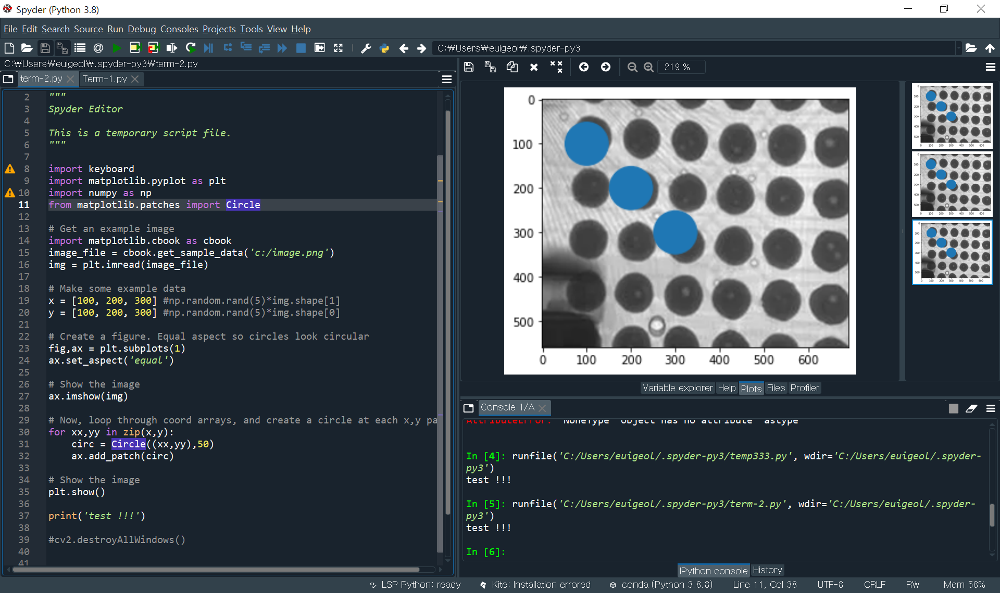 Spyder (Python 3.8)
File Edit Search Source Run Debug Consoles Projects Tools View Help
C:₩Users₩euigeol₩.spyder-py3
C:₩Users₩euigeol₩.spyder-py3₩term-2.py
term-2.py
Term-1.py
219 %
2 """
3 Spyder Editor
4
5 This is a temporary script file.
6 """
7
8 import keyboard
9 import matplotlib.pyplot as plt
10 import numpy as np
11 from matplotlib.patches import Circle
12
13 # Get an example image
14 import matplotlib.cbook as cbook
15 image_file = cbook.get_sample_data('c:/image.png')
16 img = plt.imread(image_file)
17
18 # Make some example data
19 x = [100, 200, 300] #np.random.rand(5)*img.shape[1]
20 y = [100, 200, 300] #np.random.rand(5)*img.shape[0]
21
22 # Create a figure. Equal aspect so circles look circular
23 fig,ax = plt.subplots(1)
24 ax.set_aspect('equal')
25
26 # Show the image
27 ax.imshow(img)
28
29 # Now, loop through coord arrays, and create a circle at each x,y pa
30 for xx,yy in zip(x,y):
31 circ = Circle((xx,yy),50)
32 ax.add_patch(circ)
33
34 # Show the image
35 plt.show()
36
37 print('test !!!')
38
39 #cv2.destroyAllWindows()
40
41
0
100
200
300
400
500
0 100 200 300 400 500 600
Variable explorer Help Plots Files Profiler
Console 1/A
AttributeError: 'NoneType' object has no attribute 'astype'
In [4]: runfile('C:/Users/euigeol/.spyder-py3/temp333.py', wdir='C:/Users/euigeol/.spyder-
py3')
test !!!
In [5]: runfile('C:/Users/euigeol/.spyder-py3/term-2.py', wdir='C:/Users/euigeol/.spyder-
py3')
test !!!
In [6]:
IPython console History
LSP Python: ready Kite: Installation errored conda (Python 3.8.8) Line 11, Col 38 UTF-8 CRLF RW Mem 58%